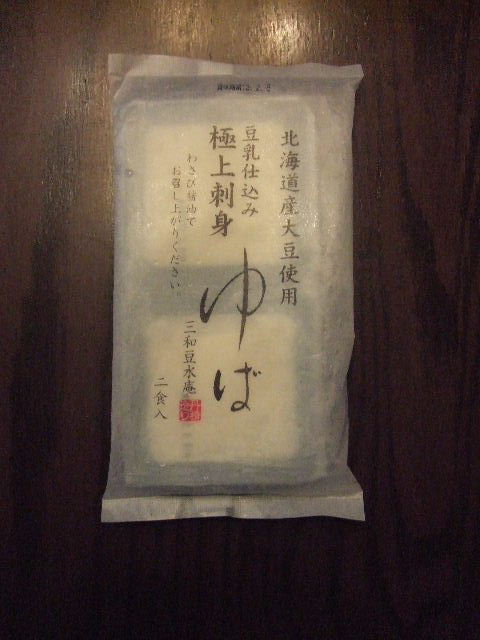 北海道産大豆使用
豆乳仕込み
極上刺身
ゆば
わさび醤油で
お召し上がりください。
三和豆水庵
二食入